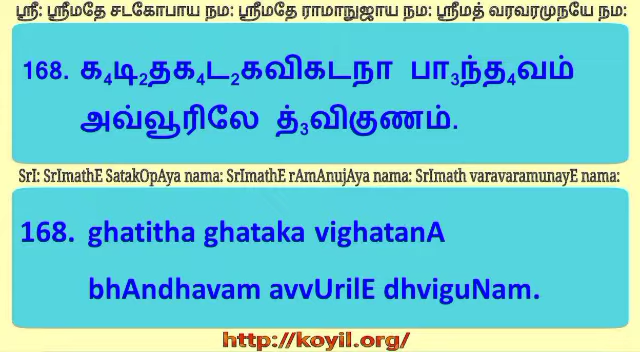 ஸ்ரீ: ஸ்ரீமதே சடகோபாய நம: ஸ்ரீமதே ராமாநுஜாய நம: ஸ்ரீமத் வரவரமுநயே நம:
168. க₄டி₂தக₄ட₂கவிகடநா பா₃ந்த₄வம்
அவ்வூரிலே த்₃விகுணம்.
SrI: SrImathE SatakOpAya nama: SrImathE rAmAnujAya nama: SrImath varavaramunayE nama:
168. ghatitha ghataka vighatanA
bhAndhavam avvUrilE dhviguNam.
http://koyil.org/